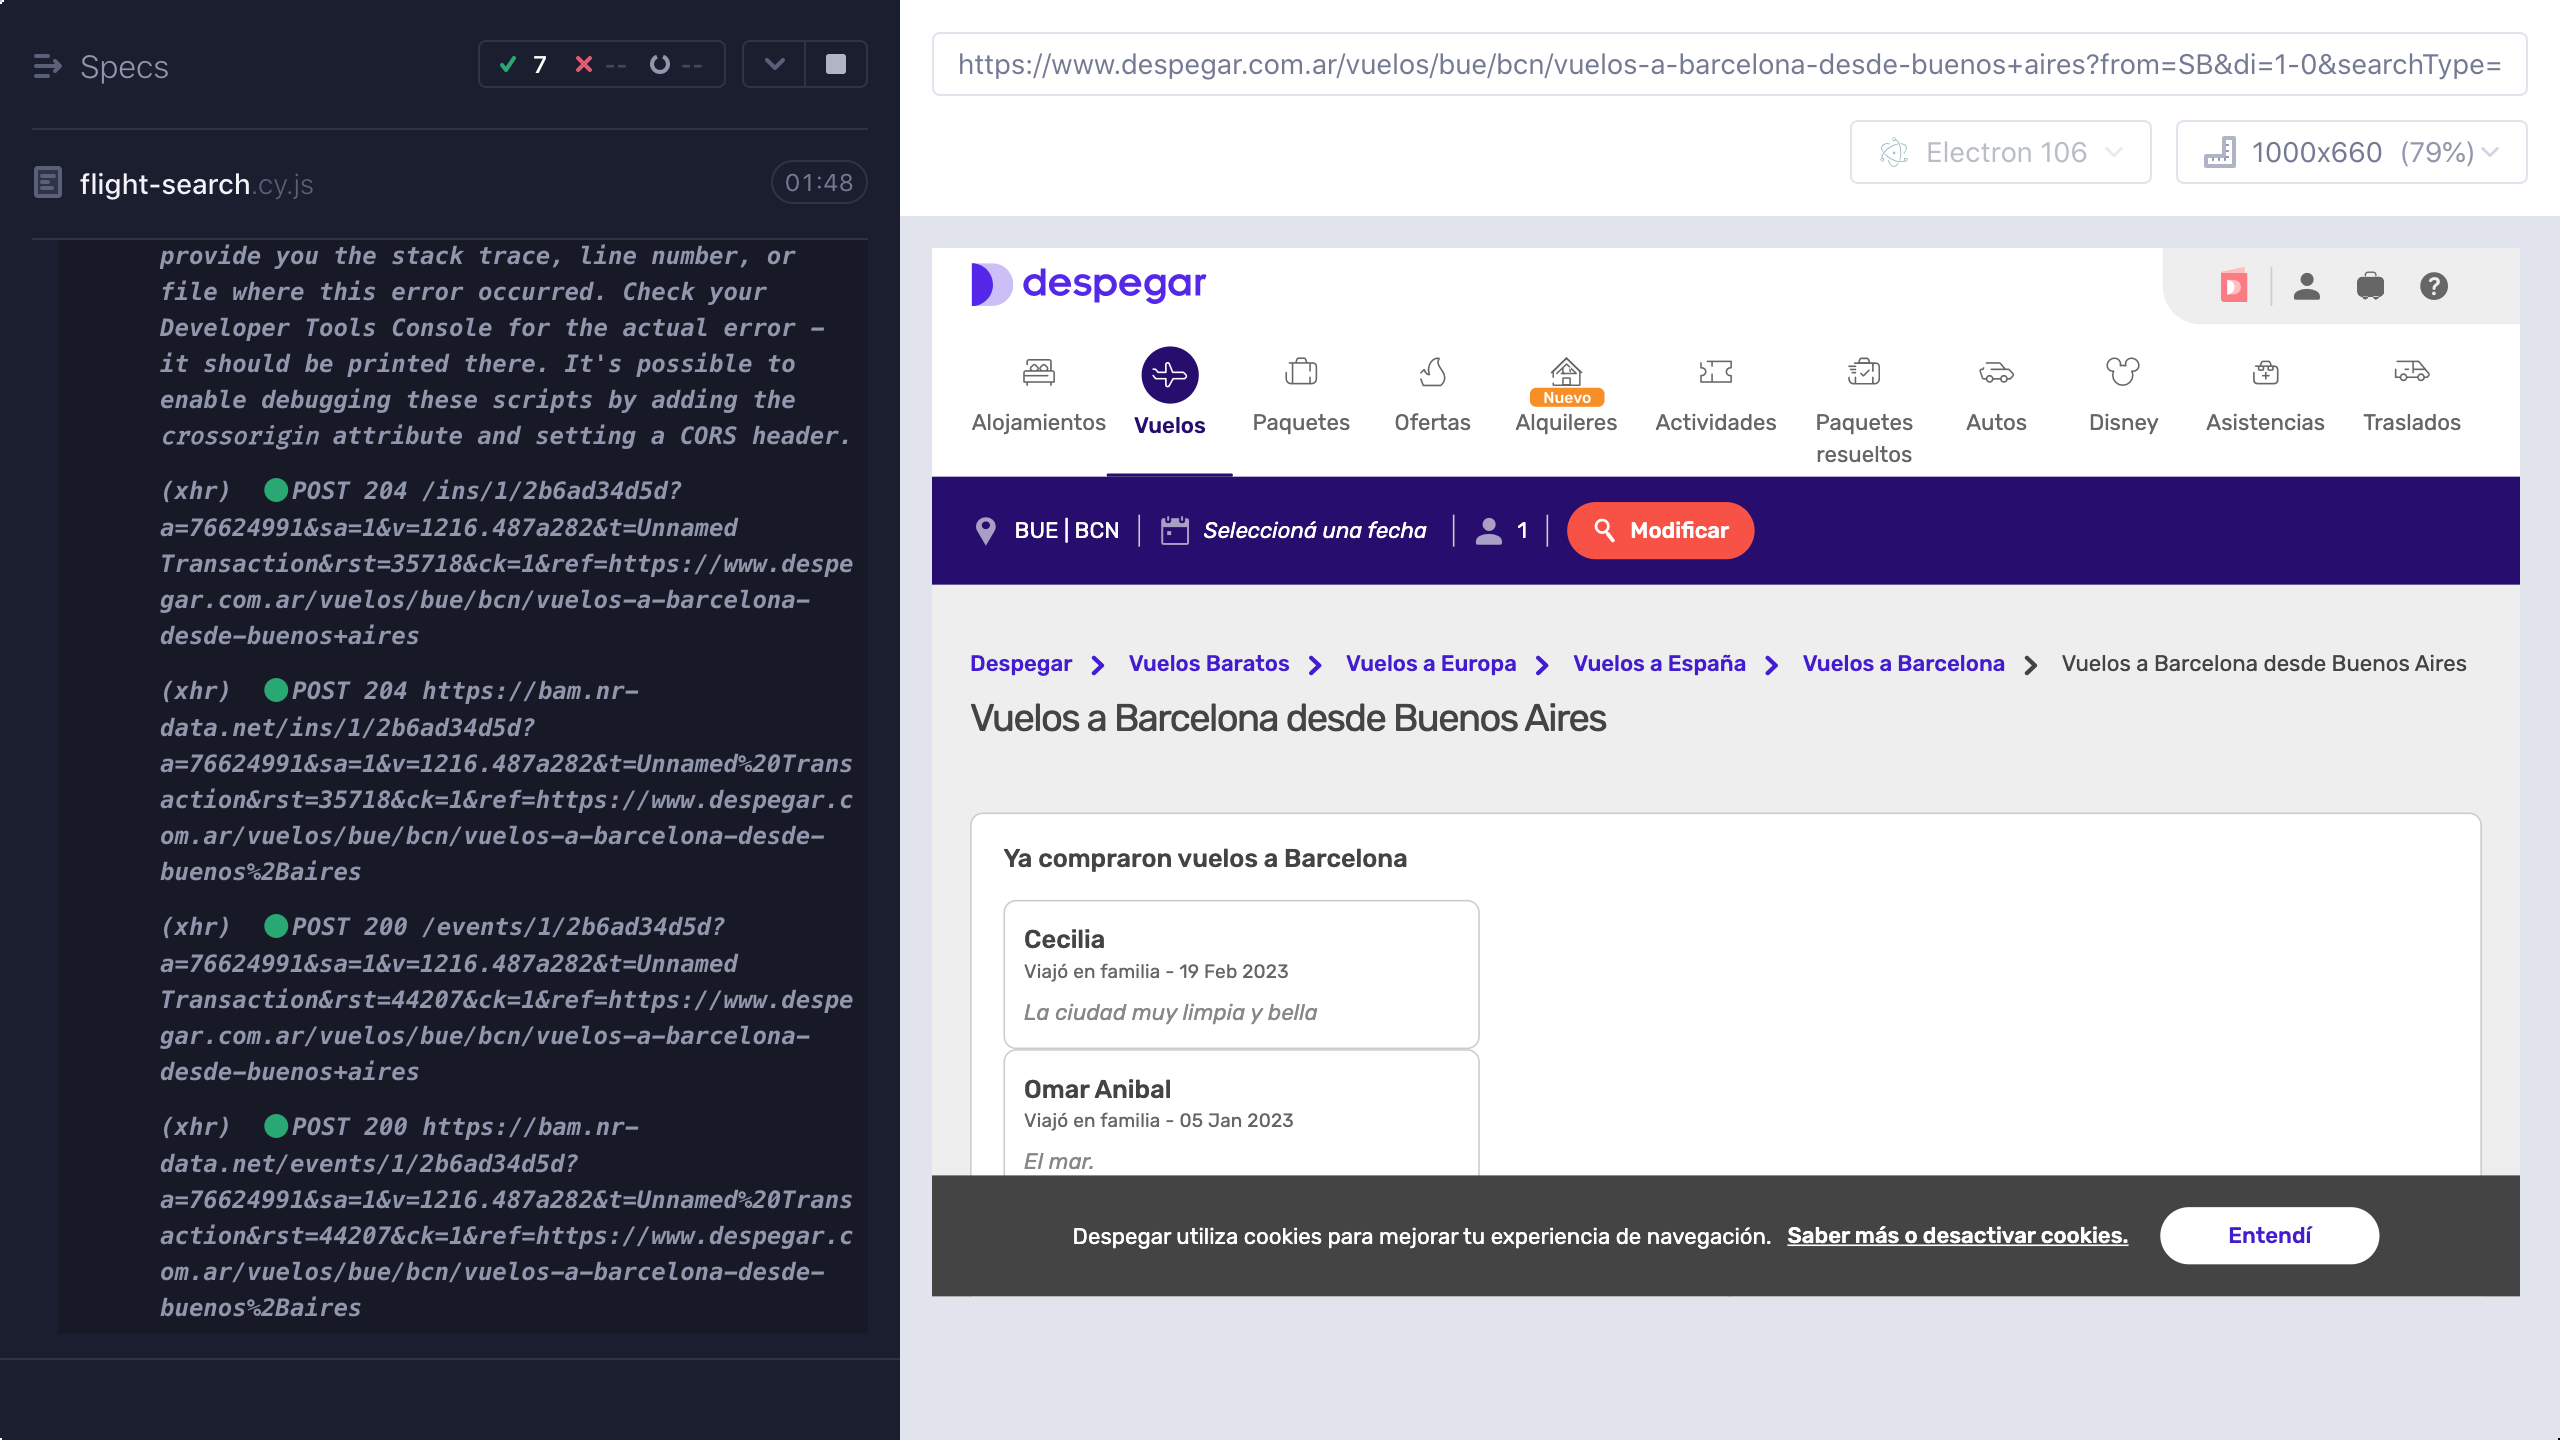 Specs
7
--
--
flight-search.cy.js
01:48
provide you the stack trace, line number, or
file where this error occurred. Check your
Developer Tools Console for the actual error –
it should be printed there. It's possible to
enable debugging these scripts by adding the
crossorigin attribute and setting a CORS header.
(xhr) POST 204 /ins/1/2b6ad34d5d?
a=76624991&sa=1&v=1216.487a282&t=Unnamed
Transaction&rst=35718&ck=1&ref=https://www.despe
gar.com.ar/vuelos/bue/bcn/vuelos-a-barcelona-
desde-buenos+aires
(xhr) POST 204 https://bam.nr-
data.net/ins/1/2b6ad34d5d?
a=76624991&sa=1&v=1216.487a282&t=Unnamed%20Trans
action&rst=35718&ck=1&ref=https://www.despegar.c
om.ar/vuelos/bue/bcn/vuelos-a-barcelona-desde-
buenos%2Baires
(xhr) POST 200 /events/1/2b6ad34d5d?
a=76624991&sa=1&v=1216.487a282&t=Unnamed
Transaction&rst=44207&ck=1&ref=https://www.despe
gar.com.ar/vuelos/bue/bcn/vuelos-a-barcelona-
desde-buenos+aires
(xhr) POST 200 https://bam.nr-
data.net/events/1/2b6ad34d5d?
a=76624991&sa=1&v=1216.487a282&t=Unnamed%20Trans
action&rst=44207&ck=1&ref=https://www.despegar.c
om.ar/vuelos/bue/bcn/vuelos-a-barcelona-desde-
buenos%2Baires
https://www.despegar.com.ar/vuelos/bue/bcn/vuelos-a-barcelona-desde-buenos+aires?from=SB&di=1-0&searchType=
Electron 106
1000x660 (79%)
despegar
Alojamientos
Vuelos
Paquetes
Ofertas
Nuevo
Alquileres
Actividades
Paquetes
resueltos
Autos
Disney
Asistencias
Traslados
BUE | BCN
Seleccioná una fecha
1
Modificar
Despegar
Vuelos Baratos
Vuelos a Europa
Vuelos a España
Vuelos a Barcelona
Vuelos a Barcelona desde Buenos Aires
Vuelos a Barcelona desde Buenos Aires
Ya compraron vuelos a Barcelona
Cecilia
Viajó en familia - 19 Feb 2023
La ciudad muy limpia y bella
Omar Anibal
Viajó en familia - 05 Jan 2023
El mar.
Despegar utiliza cookies para mejorar tu experiencia de navegación. Saber más o desactivar cookies.
Entendí